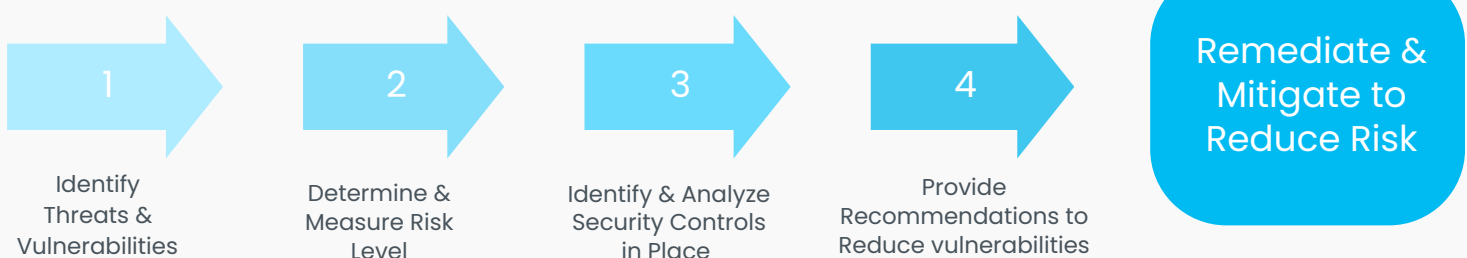 1
Identify
Threats &
Vulnerabilities
2
Determine &
Measure Risk
Level
3
Identify & Analyze
Security Controls
in Place
4
Provide
Recommendations to
Reduce vulnerabilities
Remediate &
Mitigate to
Reduce Risk